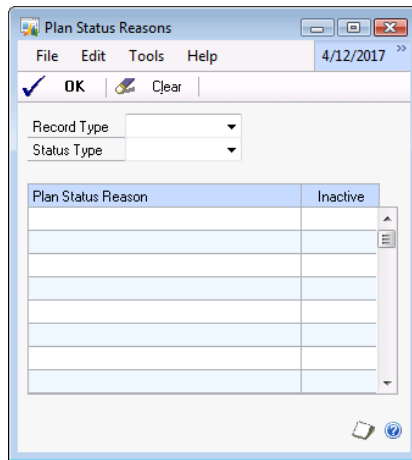 Plan Status Reasons
File Edit Tools Help 4/12/2017 »
OK Clear
Record Type
Status Type
Plan Status Reason Inactive